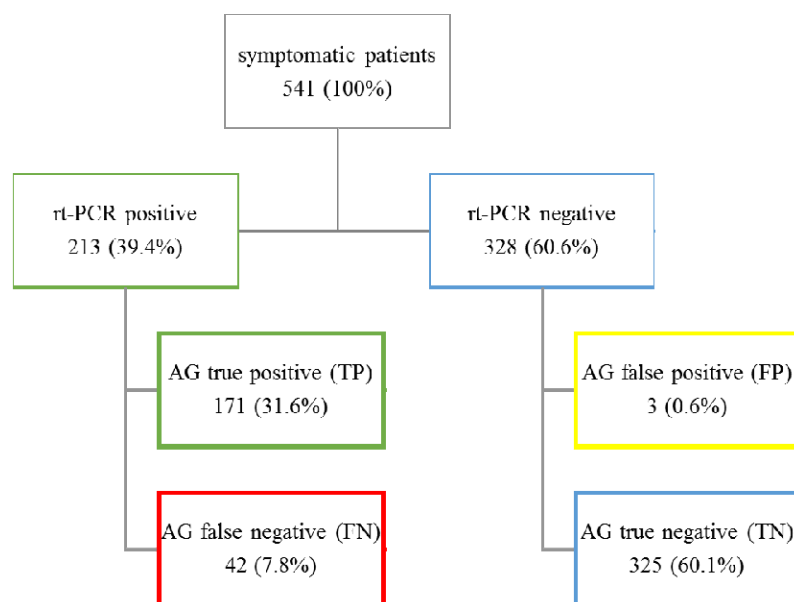 symptomatic patients
541 (100%)
rt-PCR positive
213 (39.4%)
rt-PCR negative
328 (60.6%)
AG true positive (TP)
171 (31.6%)
AG false positive (FP)
3 (0.6%)
AG false negative (FN)
42 (7.8%)
AG true negative (TN)
325 (60.1%)